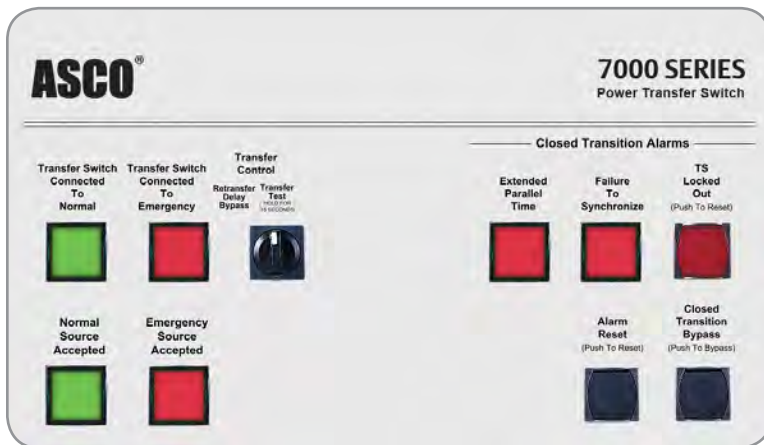 ASCO®
7000 SERIES
Power Transfer Switch
Closed Transition Alarms
Transfer Switch
Connected
To
Normal
Transfer Switch
Connected
To
Emergency
Transfer
Control
Retransfer
Delay
Bypass
Transfer
Test
HOLD FOR
15 SECONDS
Extended
Parallel
Time
Failure
To
Synchronize
TS
Locked
Out
(Push To Reset)
Normal
Source
Accepted
Emergency
Source
Accepted
Alarm
Reset
(Push To Reset)
Closed
Transition
Bypass
(Push To Bypass)